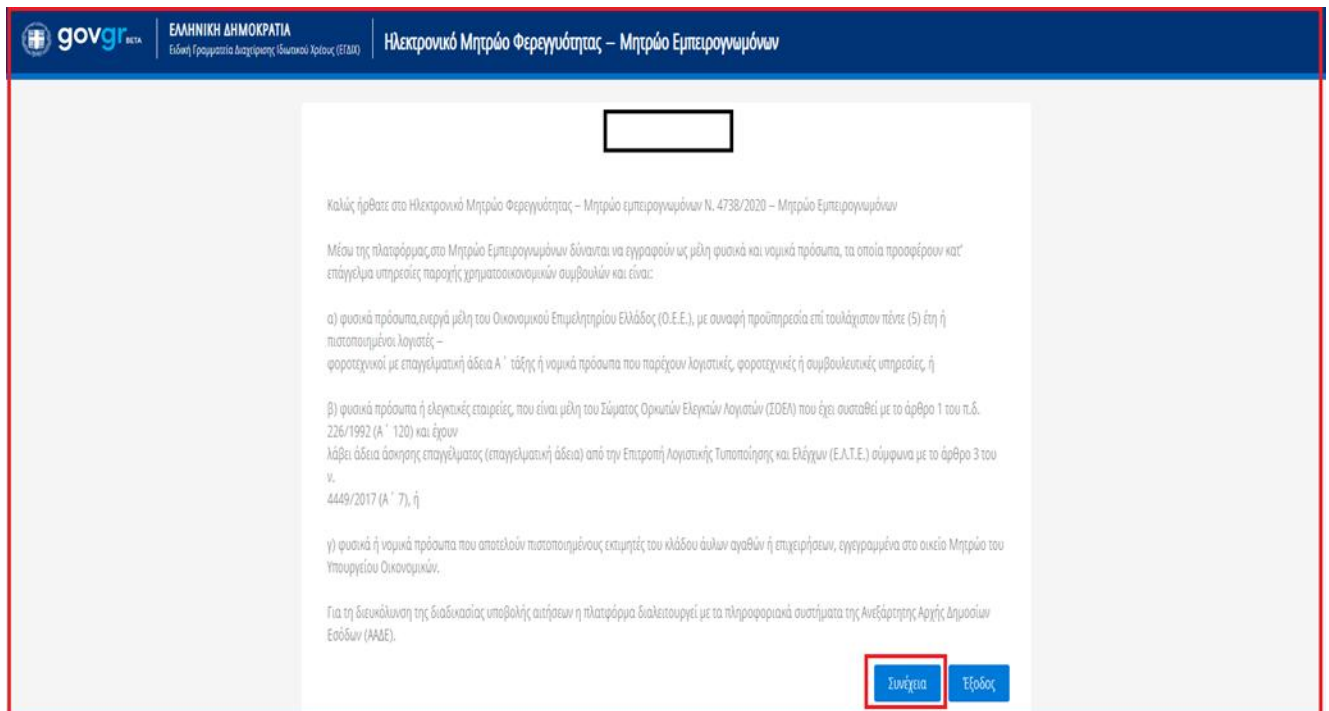 govgr BETA
ΕΛΛΗΝΙΚΗ ΔΗΜΟΚΡΑΤΙΑ
Ειδική Γραμματεία Διαχείρισης Ιδιωτικού Χρέους (ΕΓΔΙΧ)
Ηλεκτρονικό Μητρώο Φερεγγυότητας – Μητρώο Εμπειρογνωμόνων
Καλώς ήρθατε στο Ηλεκτρονικό Μητρώο Φερεγγυότητας – Μητρώο εμπειρογνωμόνων Ν. 4738/2020 – Μητρώο Εμπειρογνωμόνων
Μέσω της πλατφόρμας,στο Μητρώο Εμπειρογνωμόνων δύνανται να εγγραφούν ως μέλη φυσικά και νομικά πρόσωπα, τα οποία προσφέρουν κατ'
επάγγελμα υπηρεσίες παροχής χρηματοοικονομικών συμβουλών και είναι:
α) φυσικά πρόσωπα,ενεργά μέλη του Οικονομικού Επιμελητηρίου Ελλάδος (Ο.Ε.Ε.), με συναφή προϋπηρεσία επί τουλάχιστον πέντε (5) έτη ή
πιστοποιημένοι λογιστές –
φοροτεχνικοί με επαγγελματική άδεια Α΄ τάξης ή νομικά πρόσωπα που παρέχουν λογιστικές, φοροτεχνικές ή συμβουλευτικές υπηρεσίες, ή
β) φυσικά πρόσωπα ή ελεγκτικές εταιρείες, που είναι μέλη του Σώματος Ορκωτών Ελεγκτών Λογιστών (ΣΟΕΛ) που έχει συσταθεί με το άρθρο 1 του π.δ.
226/1992 (Α΄ 120) και έχουν
λάβει άδεια άσκησης επαγγέλματος (επαγγελματική άδεια) από την Επιτροπή Λογιστικής Τυποποίησης και Ελέγχων (Ε.Λ.Τ.Ε.) σύμφωνα με το άρθρο 3 του
ν.
4449/2017 (Α΄ 7), ή
γ) φυσικά ή νομικά πρόσωπα που αποτελούν πιστοποιημένους εκτιμητές του κλάδου άυλων αγαθών ή επιχειρήσεων, εγγεγραμμένα στο οικείο Μητρώο του
Υπουργείου Οικονομικών.
Για τη διευκόλυνση της διαδικασίας υποβολής αιτήσεων η πλατφόρμα διαλειτουργεί με τα πληροφοριακά συστήματα της Ανεξάρτητης Αρχής Δημοσίων
Εσόδων (ΑΑΔΕ).
Συνέχεια
Έξοδος